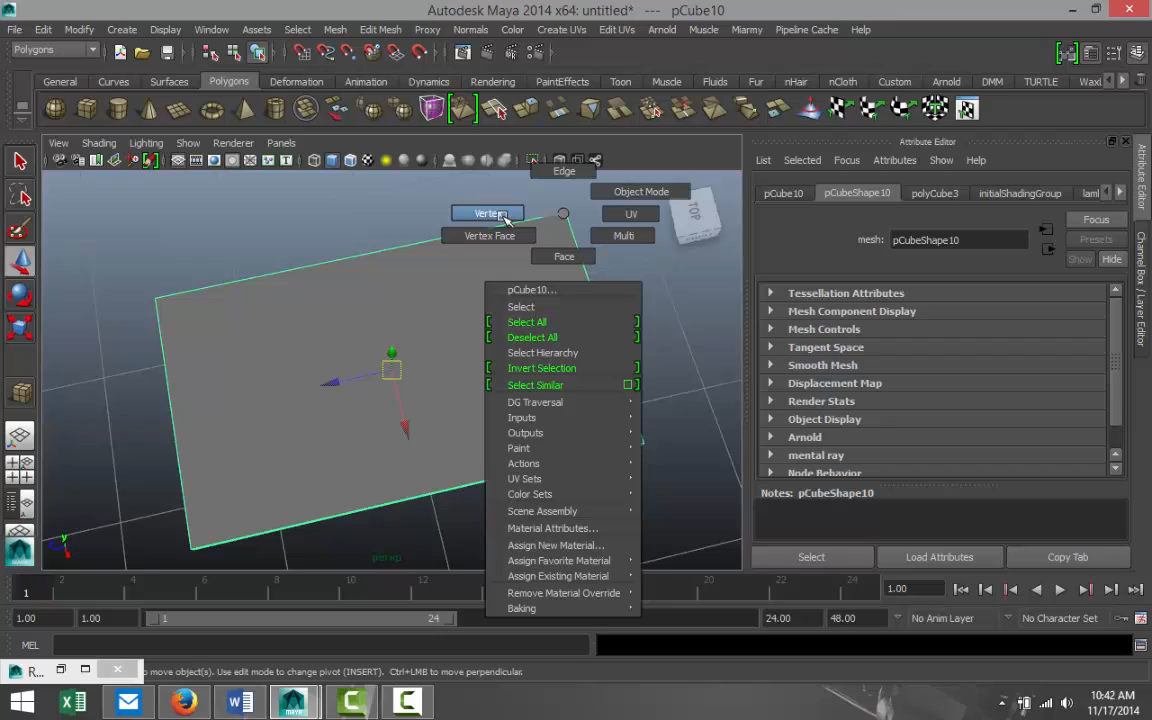 Autodesk Maya 2014 x64: untitled* --- pCube10...
File Edit Modify Create Display Window Assets Select Mesh Edit Mesh Proxy Normals Color Create UVs Edit UVs Arnold Muscle Marmy Pipeline Cache Help
Polygons
General Curves Surfaces Polygons Deformation Animation Dynamics Rendering PaintEffects Toon Muscle Fluids Fur nHair nCloth Custom Arnold DMM TURTLE
View Shading Lighting Show Renderer Panels
Edge
Object Mode
Vertex
UV
Vertex Face
Multi
Face
TOP
pCube10...
Select
Select All
Deselect All
Select Hierarchy
Invert Selection
Select Similar
DG Traversal
Inputs
Outputs
Paint
Actions
UV Sets
Color Sets
Scene Assembly
Material Attributes...
Assign New Material...
Assign Favorite Material
Assign Existing Material
Remove Material Override
Baking
persp
y
Attribute Editor
List Selected Focus Attributes Show Help
pCube10 pCubeShape10 polyCube3 initialShadingGroup
Focus
Presets
Show Hide
mesh: pCubeShape10
Tessellation Attributes
Mesh Component Display
Mesh Controls
Tangent Space
Smooth Mesh
Displacement Map
Render Stats
Object Display
Arnold
mental ray
Node Behavior
Notes: pCubeShape10
Select Load Attributes Copy Tab
Attribute Editor
Channel Box / Layer Editor
2 4 6 8 10 12 20 22 24
1
1.00
1.00 1.00 1 24 24.00 48.00 No Anim Layer No Character Set
MEL
R...
to move object(s). Use edit mode to change pivot (INSERT). Ctrl+LMB to move perpendicular.
10:42 AM
11/17/2014